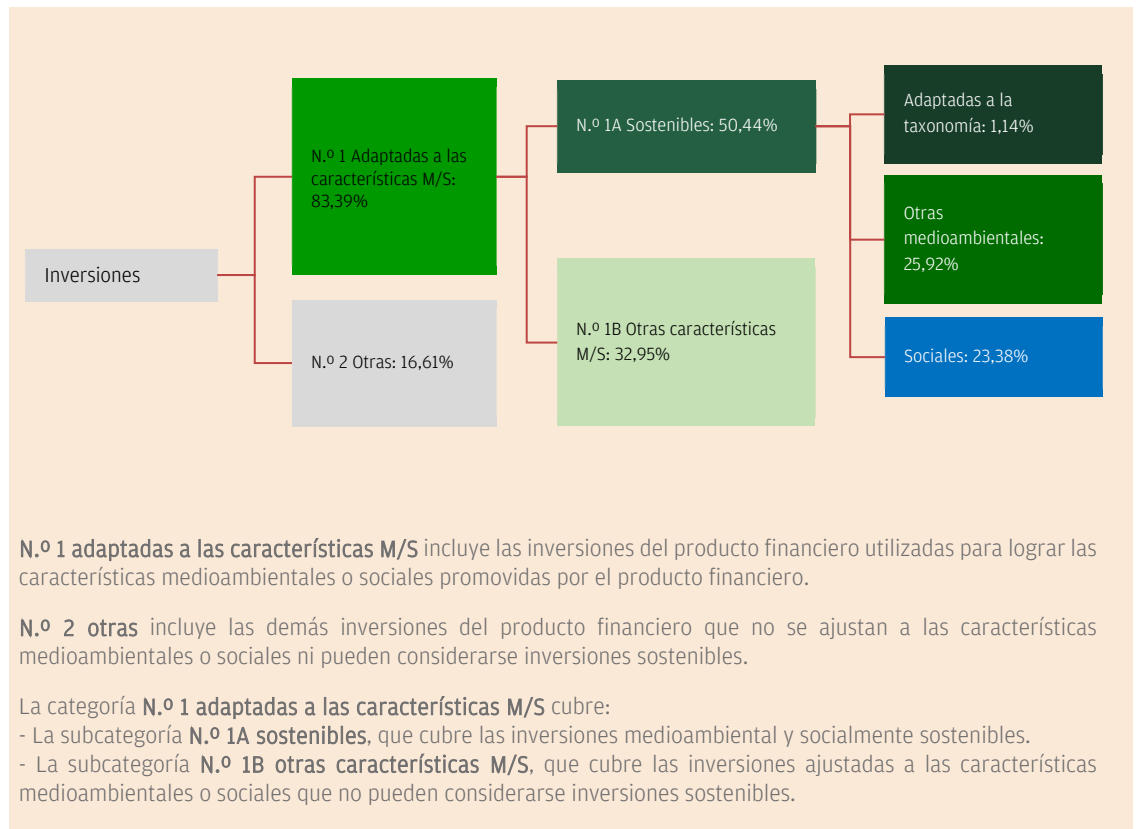 Inversiones
N.º 1 Adaptadas a las
características M/S:
83,39%
N.º 2 Otras: 16,61%
N.º 1A Sostenibles: 50,44%
N.º 1B Otras características
M/S: 32,95%
Adaptadas a la
taxonomía: 1,14%
Otras
medioambientales:
25,92%
Sociales: 23,38%
N.º 1 adaptadas a las características M/S incluye las inversiones del producto financiero utilizadas para lograr las
características medioambientales o sociales promovidas por el producto financiero.
N.º 2 otras incluye las demás inversiones del producto financiero que no se ajustan a las características
medioambientales o sociales ni pueden considerarse inversiones sostenibles.
La categoría N.º 1 adaptadas a las características M/S cubre:
- La subcategoría N.º 1A sostenibles, que cubre las inversiones medioambiental y socialmente sostenibles.
- La subcategoría N.º 1B otras características M/S, que cubre las inversiones ajustadas a las características
medioambientales o sociales que no pueden considerarse inversiones sostenibles.